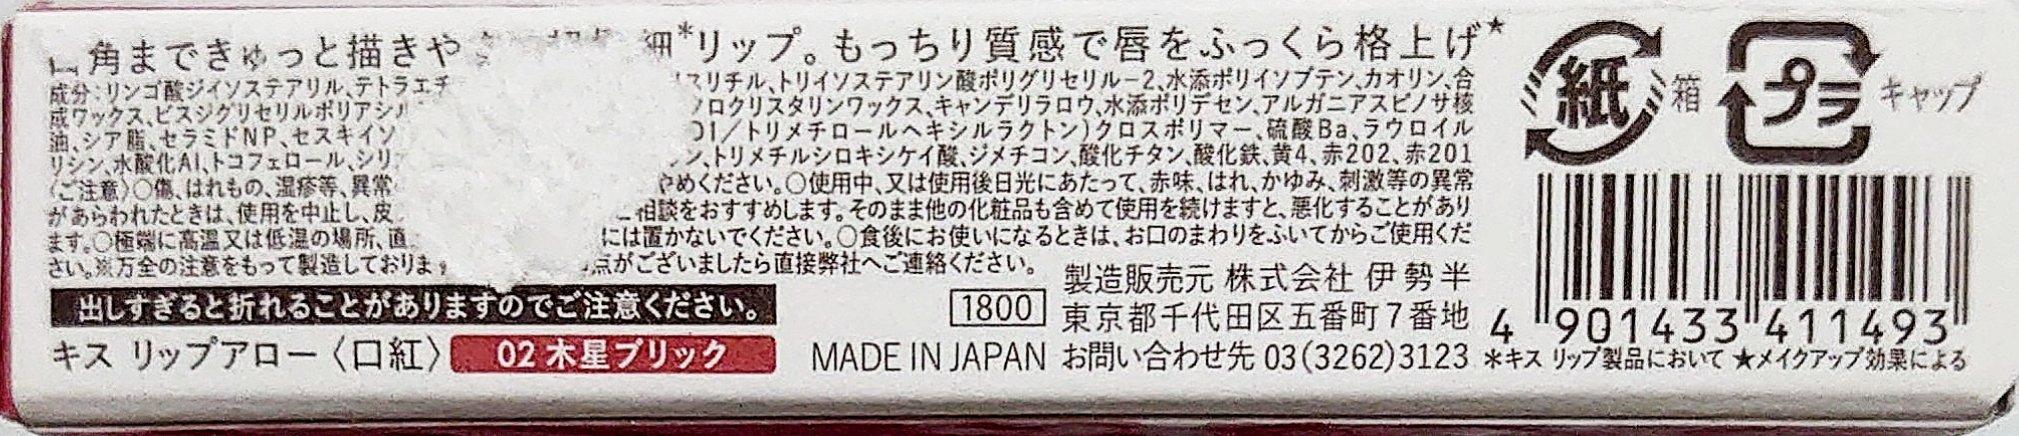 角まできゅっと描きや 細*リップ。もっちり質感で唇をふっくら格上げ★
成分:リンゴ酸ジイソステアリル、テトラエチ スリチル、トリイソステアリン酸ポリグリセリル-2、水添ポリイソブテン、カオリン、合
成ワックス、ビスジグリセリルポリアシル ロクリスタリンワックス、キャンデリラロウ、水添ポリデセン、アルガニアスピノサ核
油、シア脂、セラミドNP、セスキイソ DI/トリメチロールヘキシルラクトン)クロスポリマー、硫酸Ba、ラウロイル
リシン、水酸化Al、トコフェロール、シリ ン、トリメチルシロキシケイ酸、ジメチコン、酸化チタン、酸化鉄、黄4、赤202、赤201
〈ご注意〉○傷、はれもの、湿疹等、異常 やめください。○使用中、又は使用後日光にあたって、赤味、はれ、かゆみ、刺激等の異常
があらわれたときは、使用を中止し、皮 ご相談をおすすめします。そのまま他の化粧品も含めて使用を続けますと、悪化することがあり
ます。○極端に高温又は低温の場所、直 には置かないでください。○食後にお使いになるときは、お口のまわりをふいてからご使用くだ
さい。※万全の注意をもって製造しておりま 点がございましたら直接弊社へご連絡ください。
出しすぎると折れることがありますのでご注意ください。
キス リップアロー〈口紅〉 02 木星ブリック
1800
MADE IN JAPAN
製造販売元 株式会社 伊勢半
東京都千代田区五番町7番地
お問い合わせ先 03(3262)3123
紙 箱 プラ キャップ
4 901433 411493
*キス リップ製品において ★メイクアップ効果による